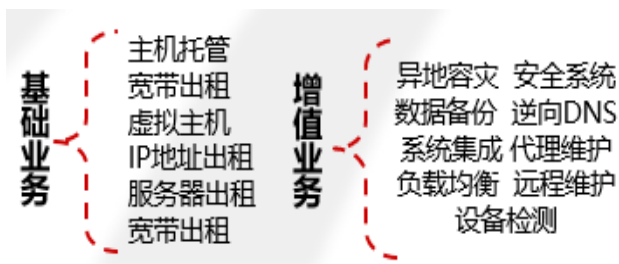 基础业务
主机托管
宽带出租
虚拟主机
IP地址出租
服务器出租
宽带出租
增值业务
异地容灾 安全系统
数据备份 逆向DNS
系统集成 代理维护
负载均衡 远程维护
设备检测